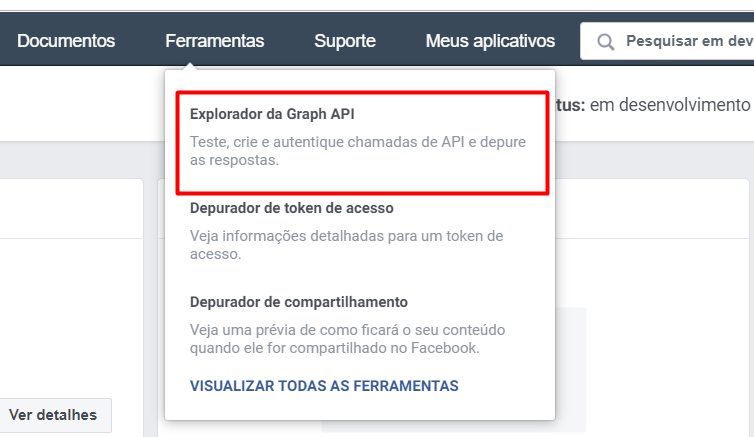 Documentos Ferramentas Suporte Meus aplicativos Pesquisar em dev
Explorador da Graph API
tus: em desenvolvimento
Teste, crie e autentique chamadas de API e depure
as respostas.
Depurador de token de acesso
Veja informações detalhadas para um token de
acesso.
Depurador de compartilhamento
Veja uma prévia de como ficará o seu conteúdo
quando ele for compartilhado no Facebook.
VISUALIZAR TODAS AS FERRAMENTAS
Ver detalhes